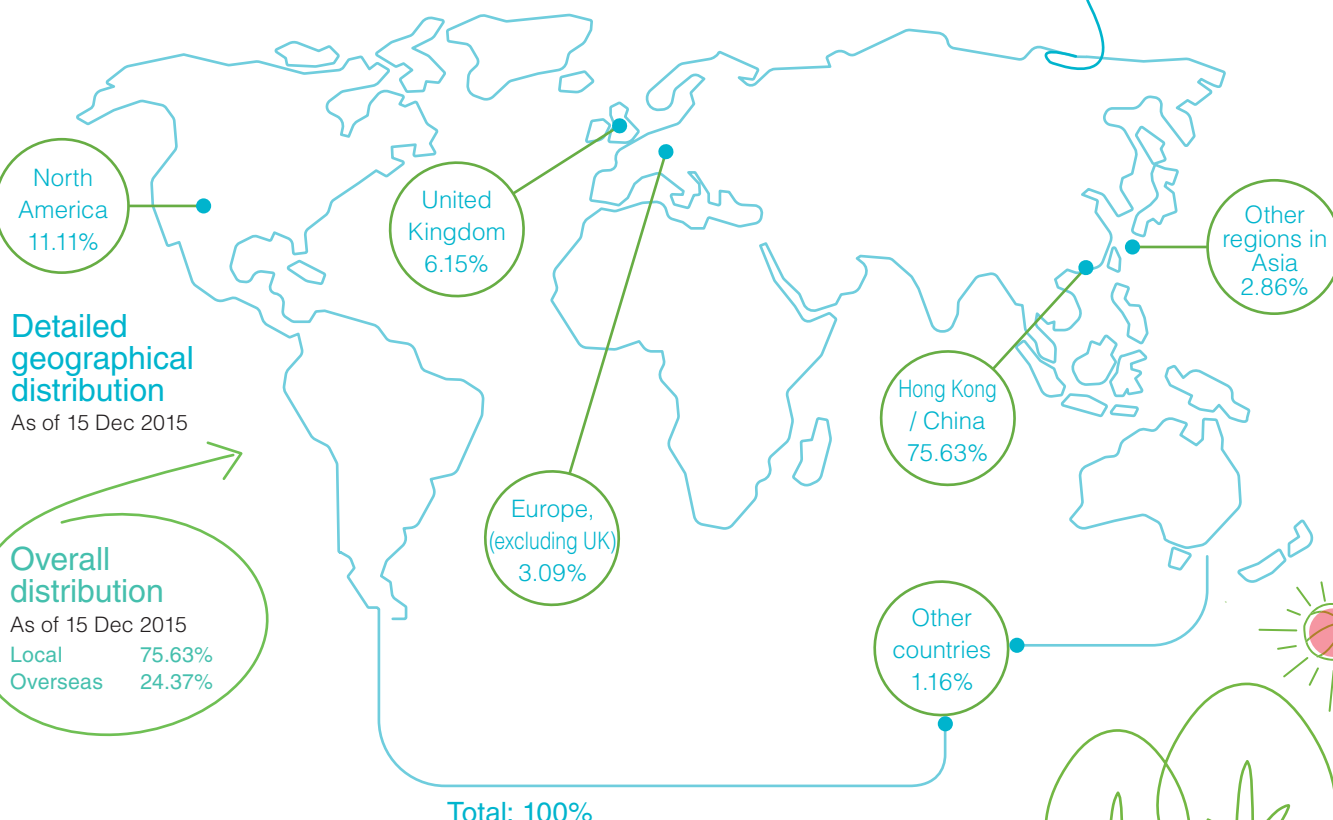 North
America
11.11%
United
Kingdom
6.15%
Other
regions in
Asia
2.86%
Detailed
geographical
distribution
As of 15 Dec 2015
Hong Kong
/ China
75.63%
Europe,
(excluding UK)
3.09%
Overall
distribution
As of 15 Dec 2015
Local 75.63%
Overseas 24.37%
Other
countries
1.16%
Total: 100%